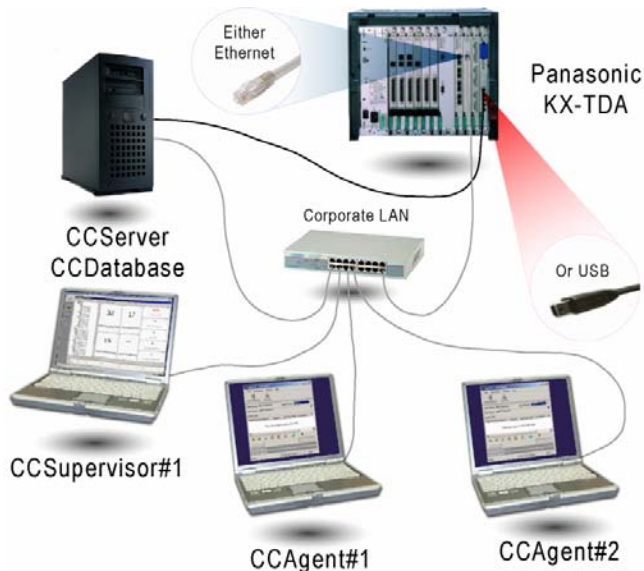 Either
Ethernet
Panasonic
KX-TDA
Corporate LAN
CCServer
CCDatabase
Or USB
CCSupervisor#1
CCAgent#1
CCAgent#2